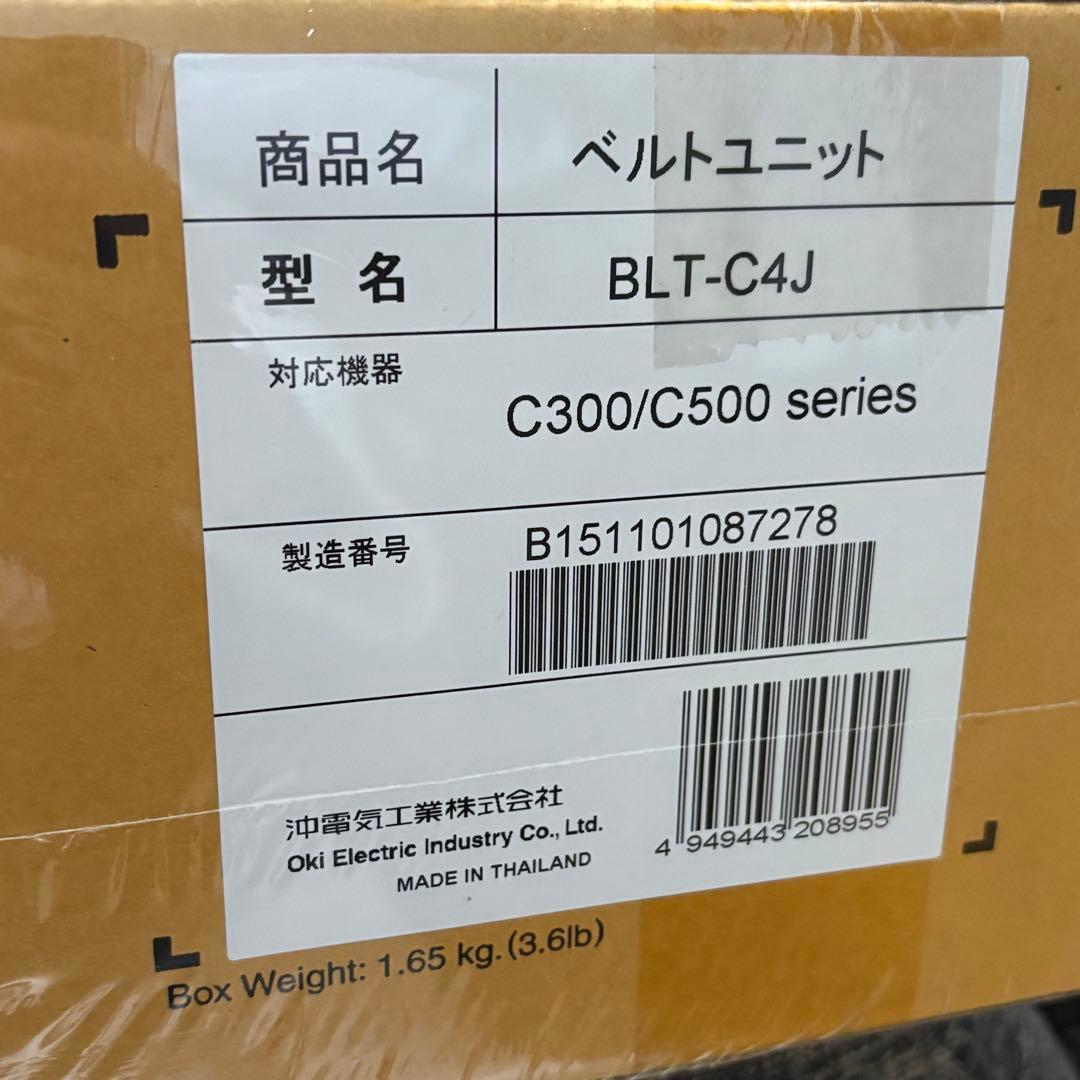 商品名 ベルトユニット
型 名 BLT-C4J
対応機器
C300/C500 series
製造番号 B151101087278
沖電気工業株式会社
Oki Electric Industry Co., Ltd.
MADE IN THAILAND
4 949443 208955
Box Weight: 1.65 kg. (3.6lb)